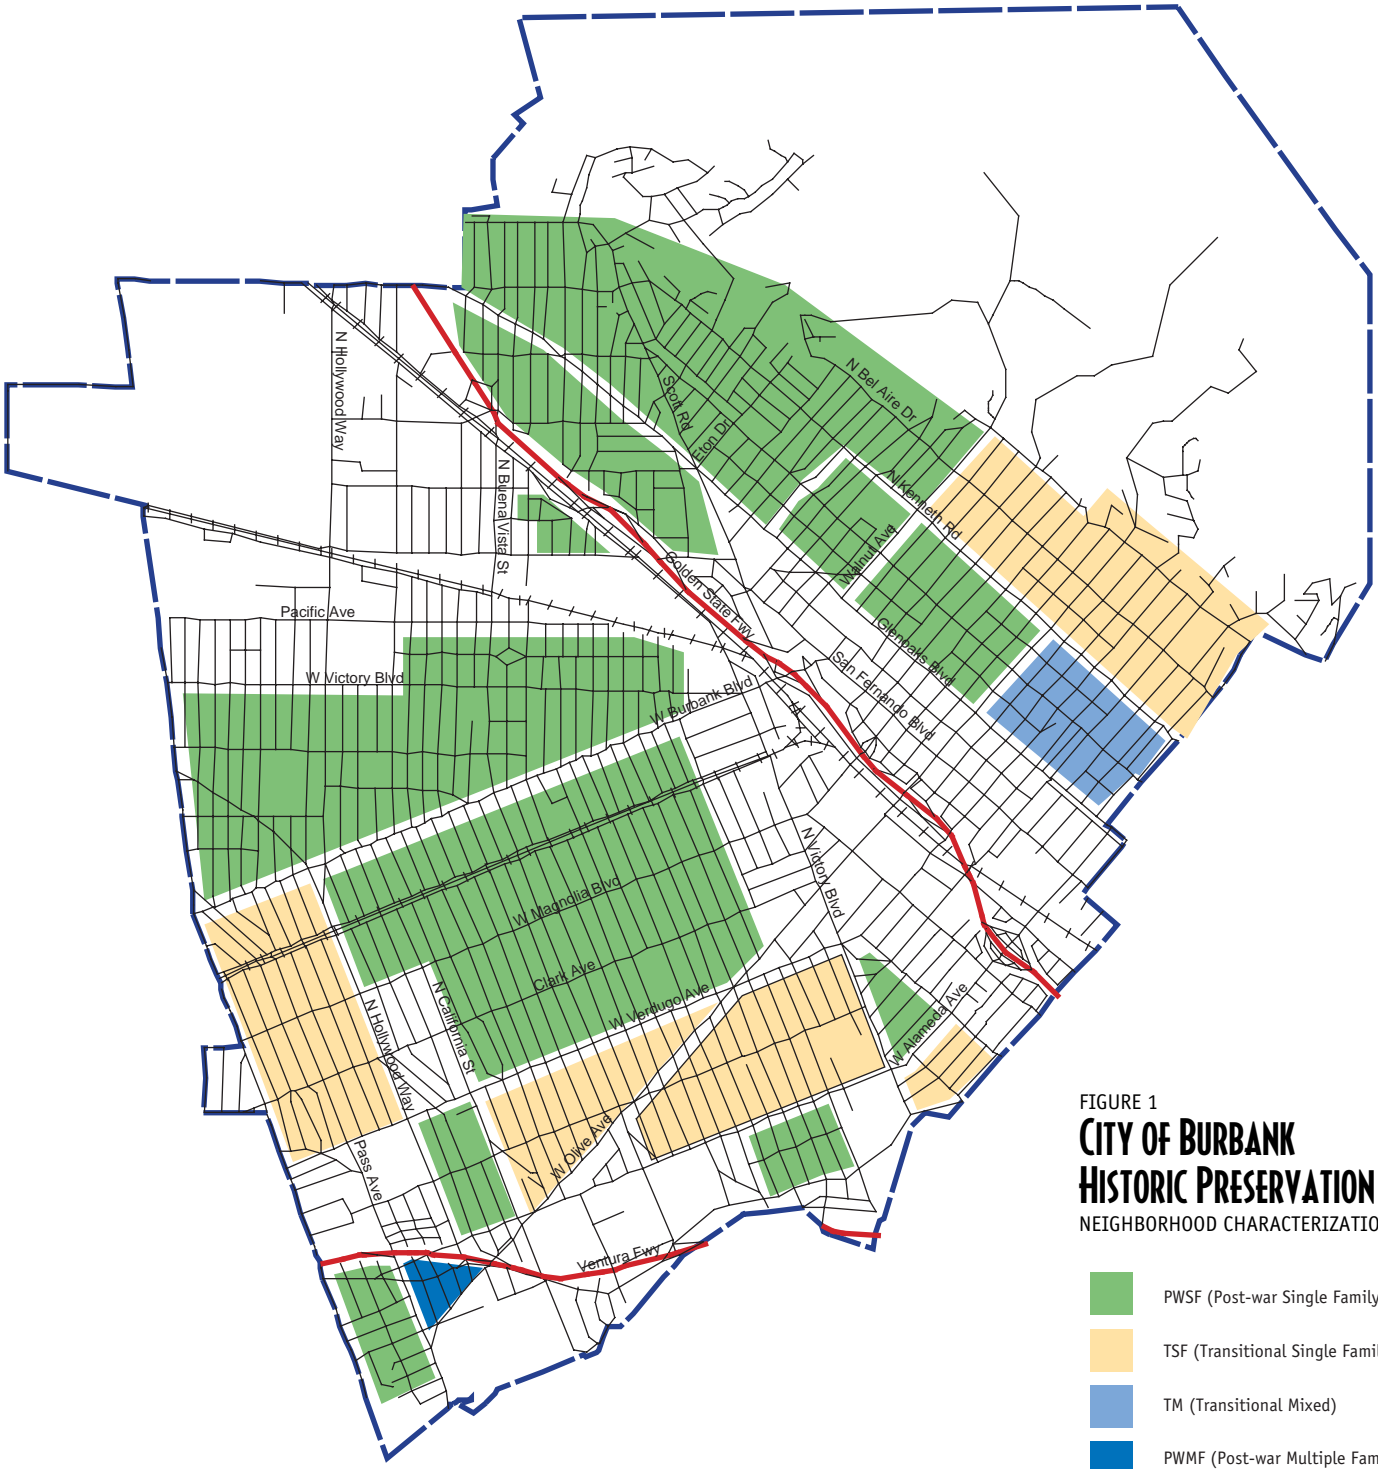 N Hollywood Way
N Buena Vista St
Scott Rd
Eton Dr
N Bel Aire Dr
N Kenneth Rd
Walnut Ave
Golden State Fwy
Glenoaks Blvd
San Fernando Blvd
Pacific Ave
W Victory Blvd
W Burbank Blvd
N Victory Blvd
W Magnolia Blvd
Clark Ave
W Verdugo Ave
N California St
N Hollywood Way
W Alameda Ave
W Olive Ave
Pass Ave
Ventura Fwy
FIGURE 1
CITY OF BURBANK
HISTORIC PRESERVATION
NEIGHBORHOOD CHARACTERIZATIO
PWSF (Post-war Single Family
TSF (Transitional Single Famil
TM (Transitional Mixed)
PWMF (Post-war Multiple Fam